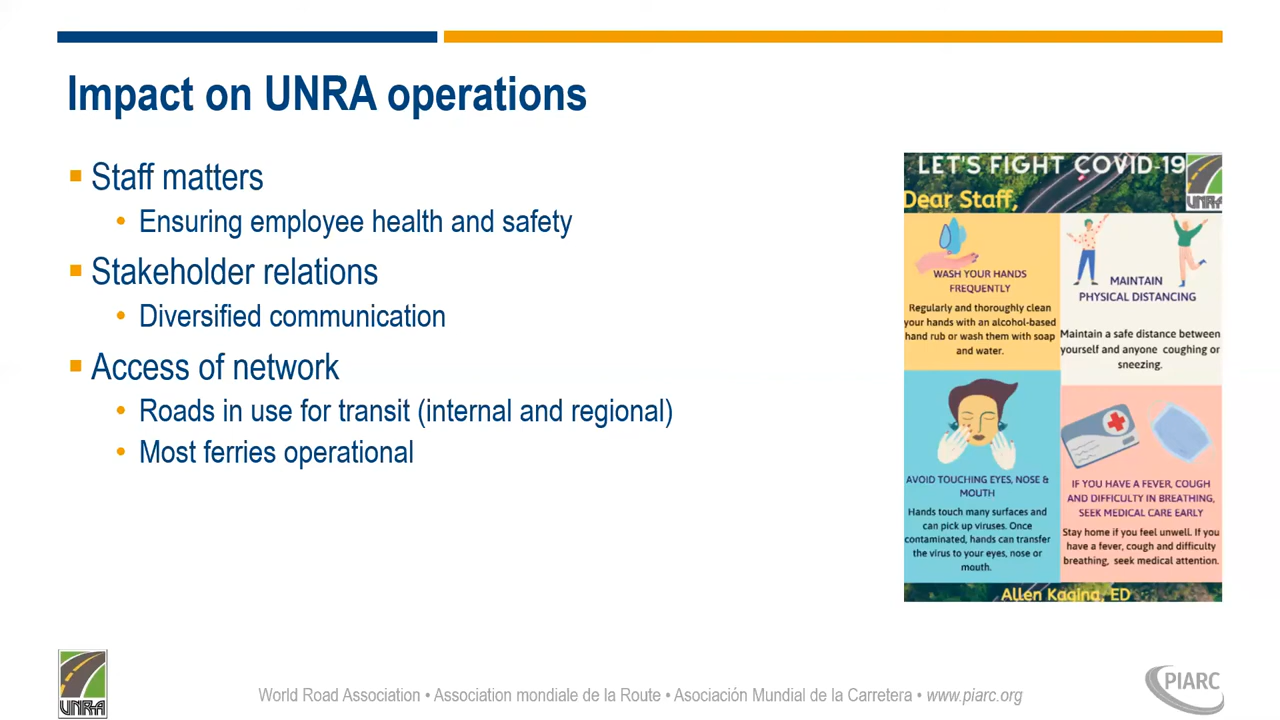 Impact on UNRA operations
Staff matters
Ensuring employee health and safety
Stakeholder relations
Diversified communication
Access of network
Roads in use for transit (internal and regional)
Most ferries operational
LET'S FIGHT COVID-19
UNRA
Dear Staff,
WASH YOUR HANDS
FREQUENTLY
Regularly and thoroughly clean
your hands with an alcohol-based
hand rub or wash them with soap
and water.
MAINTAIN
PHYSICAL DISTANCING
Maintain a safe distance between
yourself and anyone coughing or
sneezing.
AVOID TOUCHING EYES, NOSE &
MOUTH
Hands touch many surfaces and
can pick up viruses. Once
contaminated, hands can transfer
the virus to your eyes, nose or
mouth.
IF YOU HAVE A FEVER, COUGH
AND DIFFICULTY IN BREATHING,
SEEK MEDICAL CARE EARLY
Stay home if you feel unwell. If you
have a fever, cough and difficulty
breathing, seek medical attention.
Allen Kagina, ED
UNRA
World Road Association • Association mondiale de la Route • Asociación Mundial de la Carretera • www.piarc.org
PIARC